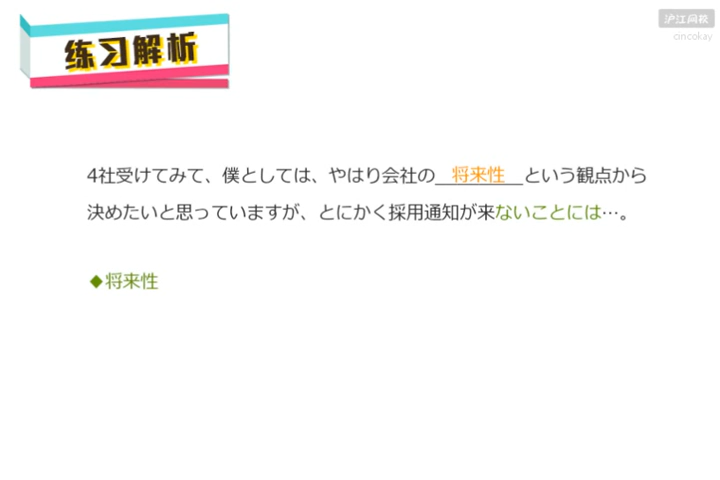 练习解析
沪江网校
cincokay
4社受けてみて、僕としては、やはり会社の__将来性__という観点から
決めたいと思っていますが、とにかく採用通知が来ないことには…。
◆将来性